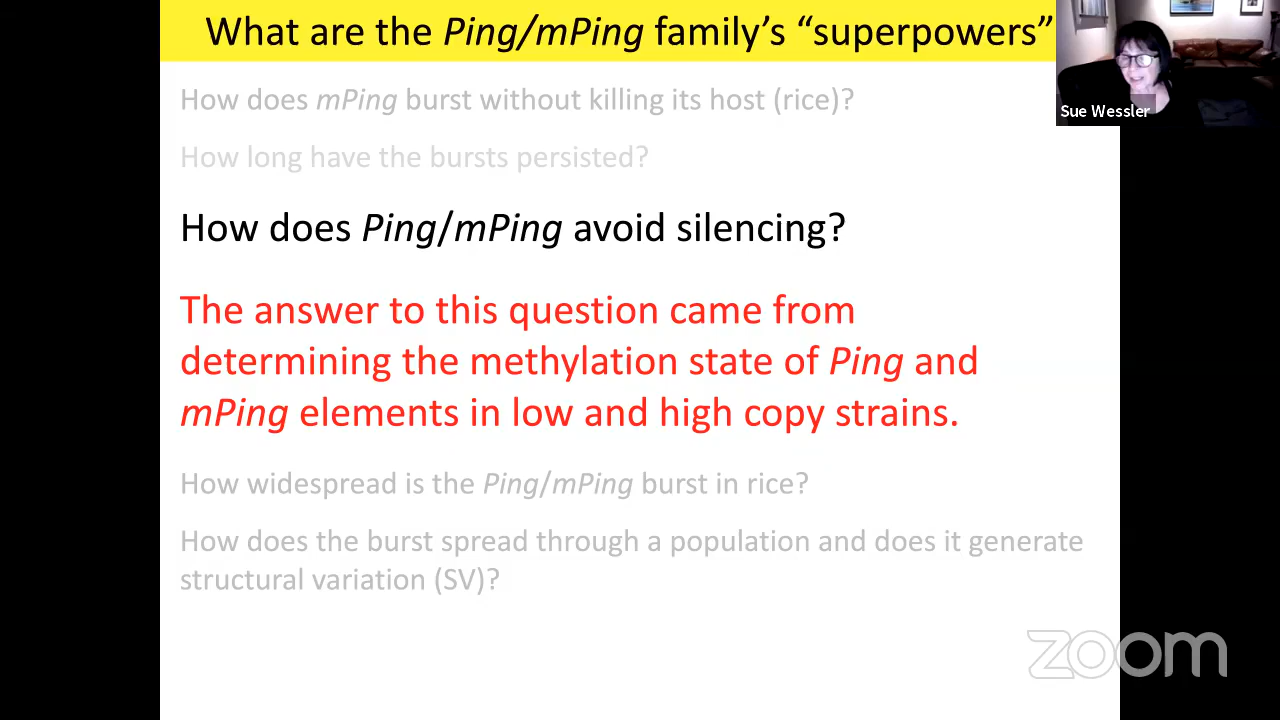 What are the Ping/mPing family's “superpowers”
Sue Wessler
How does mPing burst without killing its host (rice)?
How long have the bursts persisted?
How does Ping/mPing avoid silencing?
The answer to this question came from
determining the methylation state of Ping and
mPing elements in low and high copy strains.
How widespread is the Ping/mPing burst in rice?
How does the burst spread through a population and does it generate
structural variation (SV)?
zoom